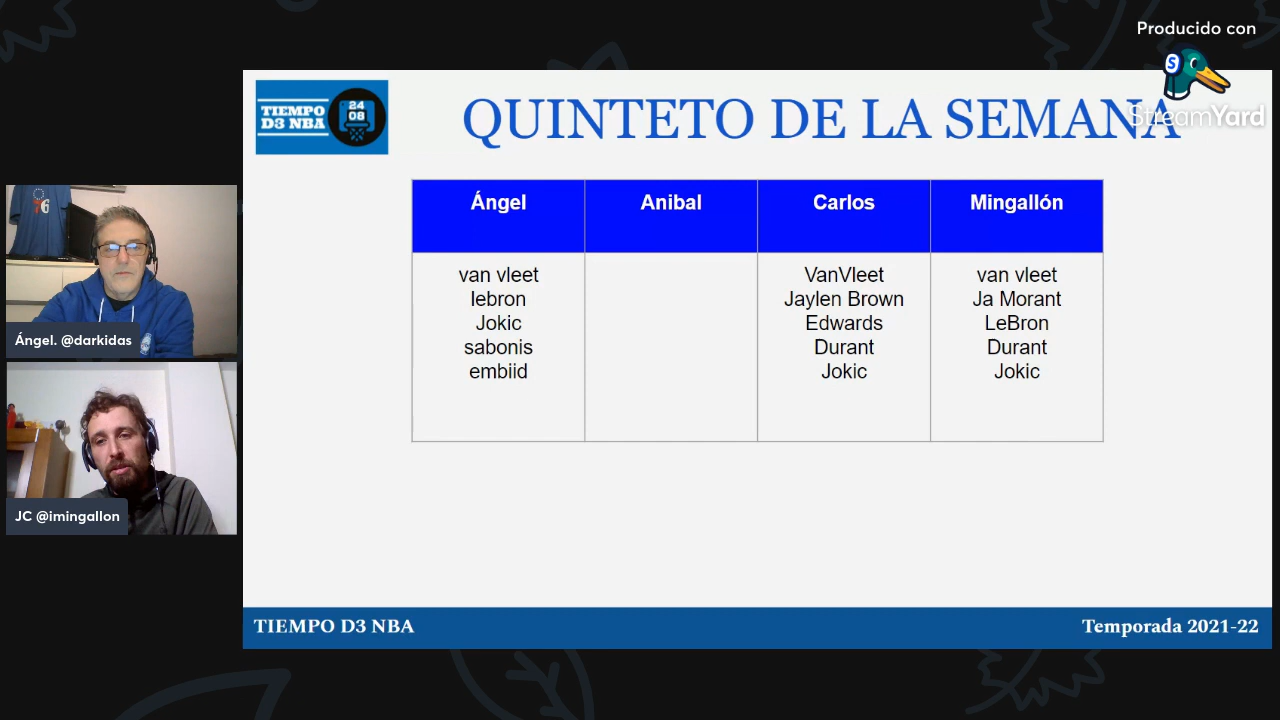 Producido con
StreamYard
TIEMPO
D3 NBA
24
08
QUINTETO DE LA SEMANA
Ángel
Anibal
Carlos
Mingallón
van vleet
lebron
Jokic
sabonis
embiid
VanVleet
Jaylen Brown
Edwards
Durant
Jokic
van vleet
Ja Morant
LeBron
Durant
Jokic
76
Ángel. @darkidas
JC @imingallon
TIEMPO D3 NBA
Temporada 2021-22